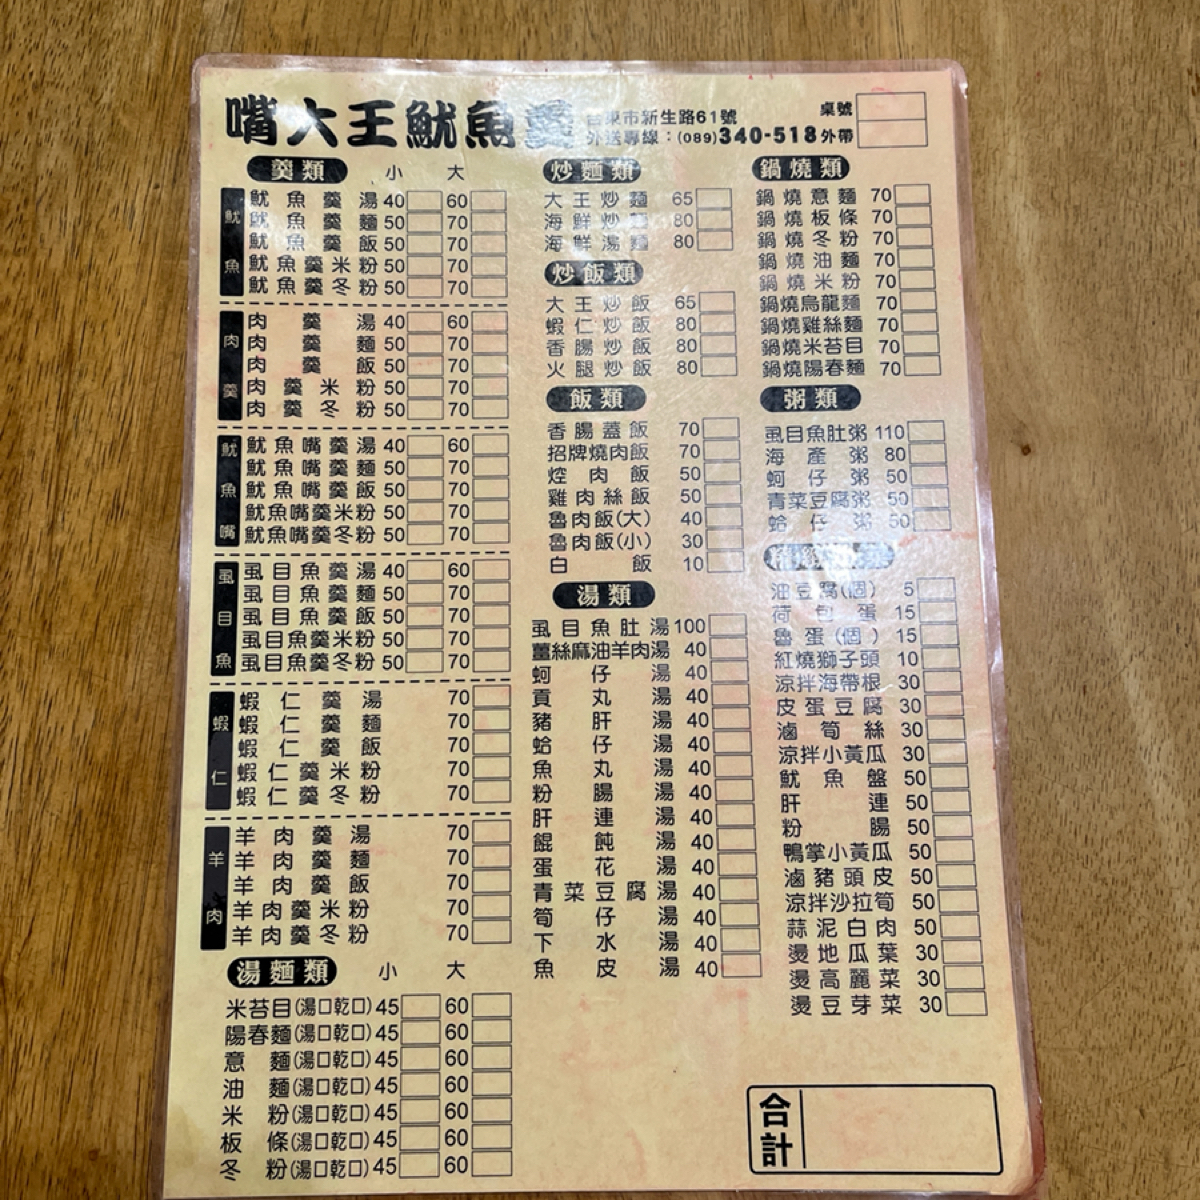 嘴大王魷魚羹
台東市新生路61號
外送專線：(089)340-518
桌號
外帶
羹類 小 大
魷魚
魷魚羹湯 40 60
魷魚羹麵 50 70
魷魚羹飯 50 70
魷魚羹米粉 50 70
魷魚羹冬粉 50 70
肉羹
肉羹湯 40 60
肉羹麵 50 70
肉羹飯 50 70
肉羹米粉 50 70
肉羹冬粉 50 70
魷魚嘴
魷魚嘴羹湯 40 60
魷魚嘴羹麵 50 70
魷魚嘴羹飯 50 70
魷魚嘴羹米粉 50 70
魷魚嘴羹冬粉 50 70
虱目魚
虱目魚羹湯 40 60
虱目魚羹麵 50 70
虱目魚羹飯 50 70
虱目魚羹米粉 50 70
虱目魚羹冬粉 50 70
蝦仁
蝦仁羹湯 70
蝦仁羹麵 70
蝦仁羹飯 70
蝦仁羹米粉 70
蝦仁羹冬粉 70
羊肉
羊肉羹湯 70
羊肉羹麵 70
羊肉羹飯 70
羊肉羹米粉 70
羊肉羹冬粉 70
湯麵類 小 大
米苔目(湯口乾口) 45 60
陽春麵(湯口乾口) 45 60
意麵(湯口乾口) 45 60
油麵(湯口乾口) 45 60
米粉(湯口乾口) 45 60
板條(湯口乾口) 45 60
冬粉(湯口乾口) 45 60
炒麵類
大王炒麵 65
海鮮炒麵 80
海鮮湯麵 80
炒飯類
大王炒飯 65
蝦仁炒飯 80
香腸炒飯 80
火腿炒飯 80
飯類
香腸蓋飯 70
招牌燒肉飯 70
焢肉飯 50
雞肉絲飯 50
魯肉飯(大) 40
魯肉飯(小) 30
白飯 10
湯類
虱目魚肚湯 100
薑絲麻油羊肉湯 40
蚵仔湯 40
貢丸湯 40
豬肝湯 40
蛤仔湯 40
魚丸湯 40
粉腸湯 40
肝連湯 40
餛飩湯 40
蛋花湯 40
青菜豆腐湯 40
筍仔湯 40
下水湯 40
魚皮湯 40
鍋燒類
鍋燒意麵 70
鍋燒板條 70
鍋燒冬粉 70
鍋燒油麵 70
鍋燒米粉 70
鍋燒烏龍麵 70
鍋燒雞絲麵 70
鍋燒米苔目 70
鍋燒陽春麵 70
粥類
虱目魚肚粥 110
海產粥 80
蚵仔粥 50
青菜豆腐粥 50
蛤仔粥 50
油豆腐(個) 5
荷包蛋 15
魯蛋(個) 15
紅燒獅子頭 10
涼拌海帶根 30
皮蛋豆腐 30
滷筍絲 30
涼拌小黃瓜 30
魷魚盤 50
肝連 50
粉腸 50
鴨掌小黃瓜 50
滷豬頭皮 50
涼拌沙拉筍 50
蒜泥白肉 50
燙地瓜葉 30
燙高麗菜 30
燙豆芽菜 30
合計